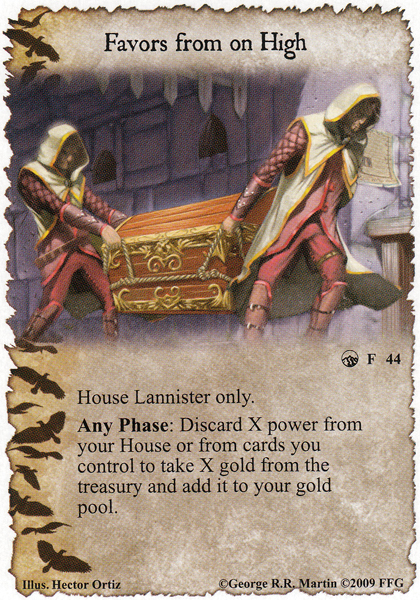 Favors from on High
F 44
House Lannister only.
Any Phase: Discard X power from
your House or from cards you
control to take X gold from the
treasury and add it to your gold
pool.
Illus. Hector Ortiz
©George R.R. Martin ©2009 FFG